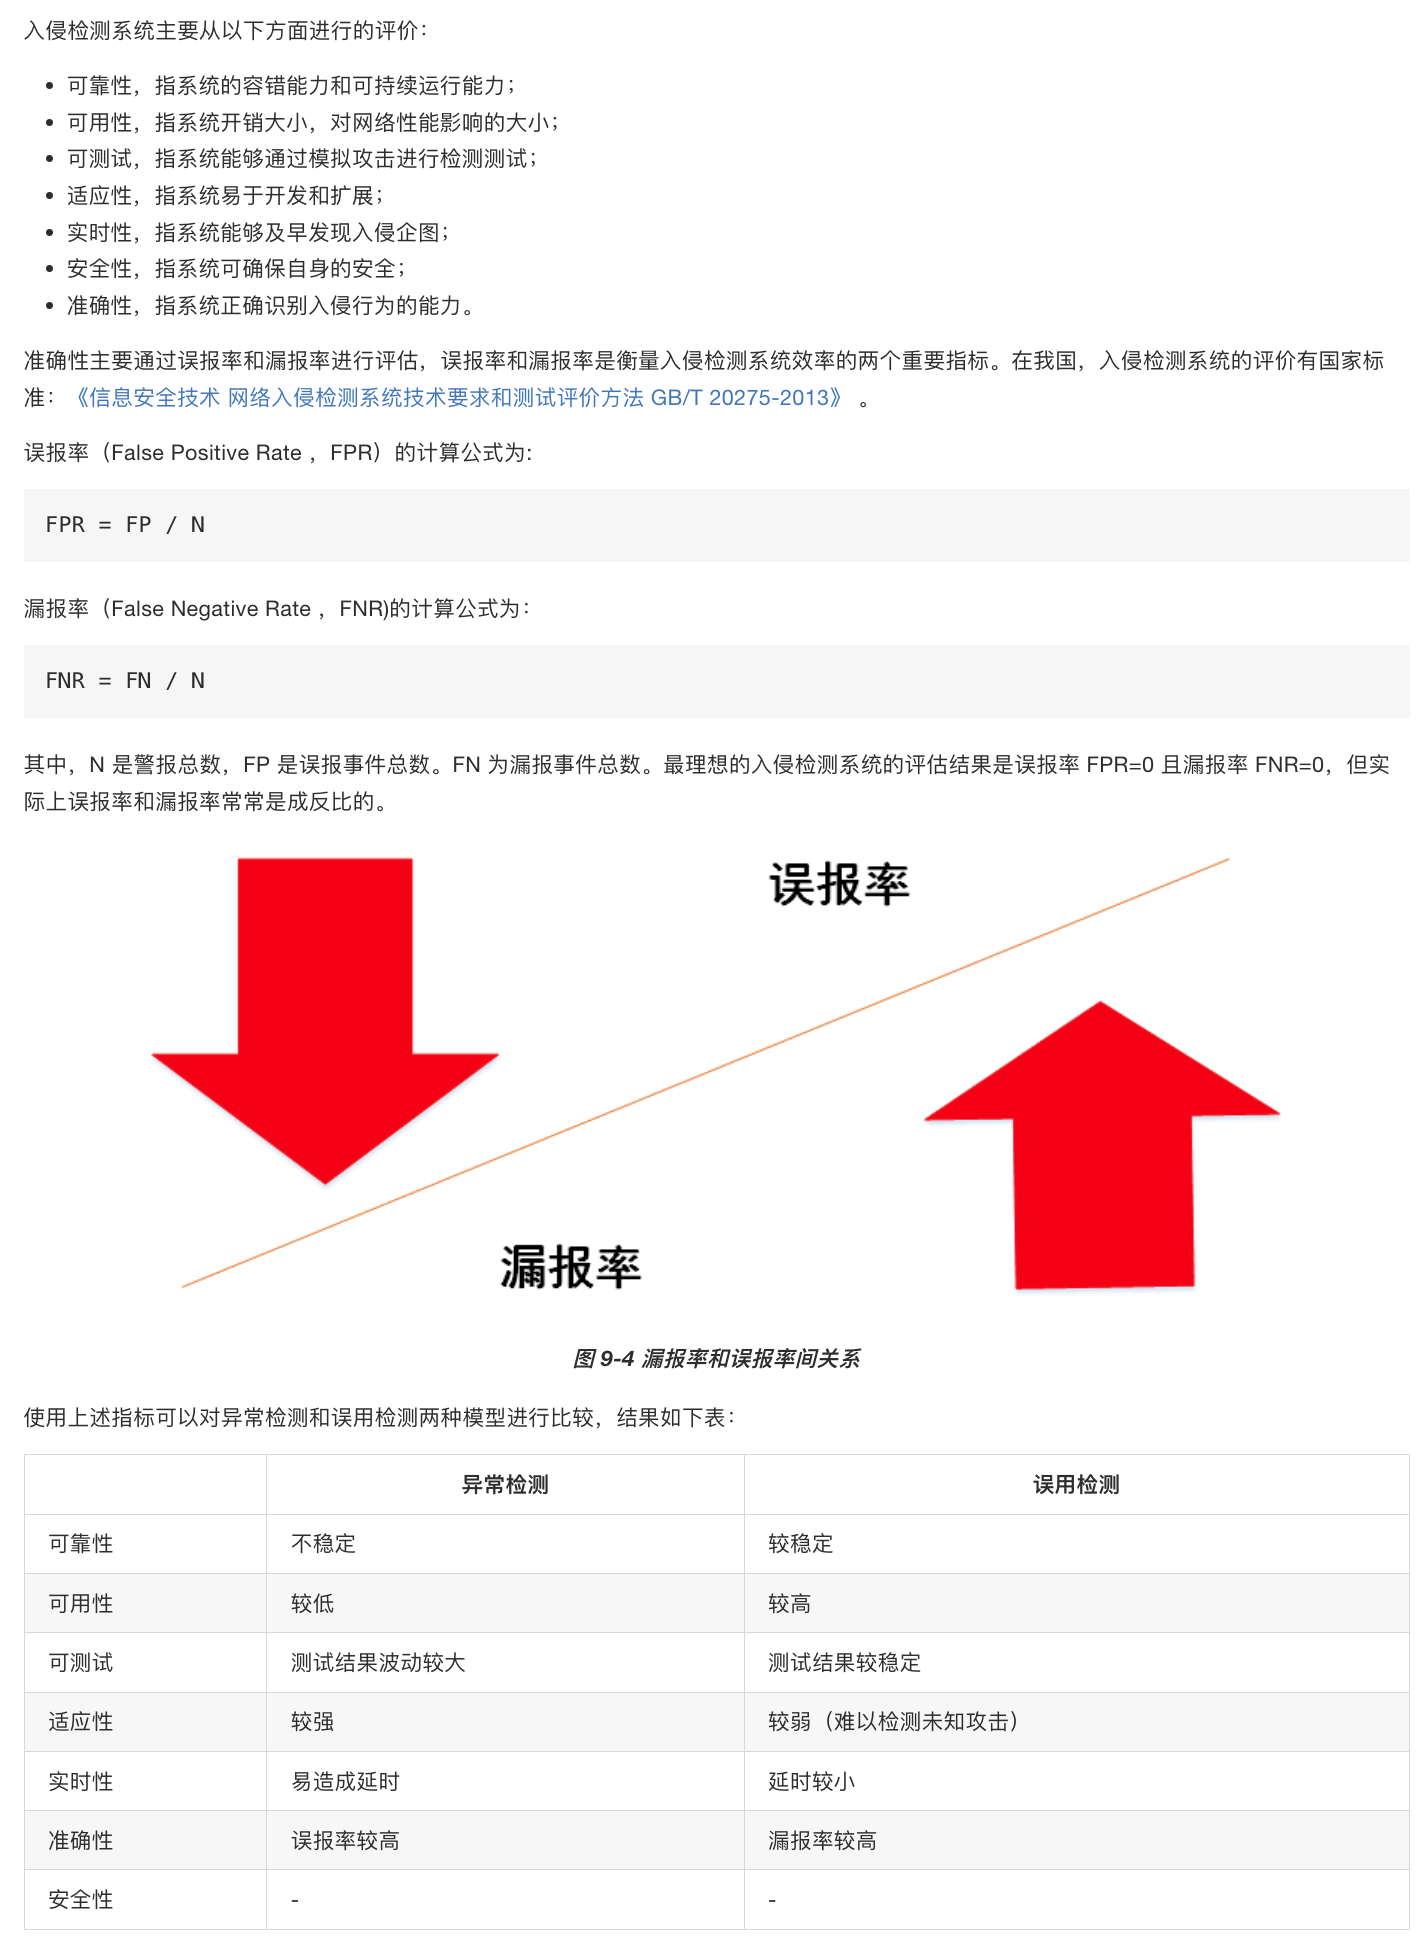 入侵检测系统主要从以下方面进行的评价：
• 可靠性，指系统的容错能力和可持续运行能力；
• 可用性，指系统开销大小，对网络性能影响的大小；
• 可测试，指系统能够通过模拟攻击进行检测测试；
• 适应性，指系统易于开发和扩展；
• 实时性，指系统能够及早发现入侵企图；
• 安全性，指系统可确保自身的安全；
• 准确性，指系统正确识别入侵行为的能力。
准确性主要通过误报率和漏报率进行评估，误报率和漏报率是衡量入侵检测系统效率的两个重要指标。在我国，入侵检测系统的评价有国家标
准：《信息安全技术 网络入侵检测系统技术要求和测试评价方法 GB/T 20275-2013》 。
误报率（False Positive Rate ，FPR）的计算公式为:
FPR = FP / N
漏报率（False Negative Rate ，FNR)的计算公式为：
FNR = FN / N
其中，N 是警报总数，FP 是误报事件总数。FN 为漏报事件总数。最理想的入侵检测系统的评估结果是误报率 FPR=0 且漏报率 FNR=0，但实
际上误报率和漏报率常常是成反比的。
误报率
漏报率
图 9-4 漏报率和误报率间关系
使用上述指标可以对异常检测和误用检测两种模型进行比较，结果如下表：
异常检测 误用检测
可靠性 不稳定 较稳定
可用性 较低 较高
可测试 测试结果波动较大 测试结果较稳定
适应性 较强 较弱（难以检测未知攻击）
实时性 易造成延时 延时较小
准确性 误报率较高 漏报率较高
安全性 - -